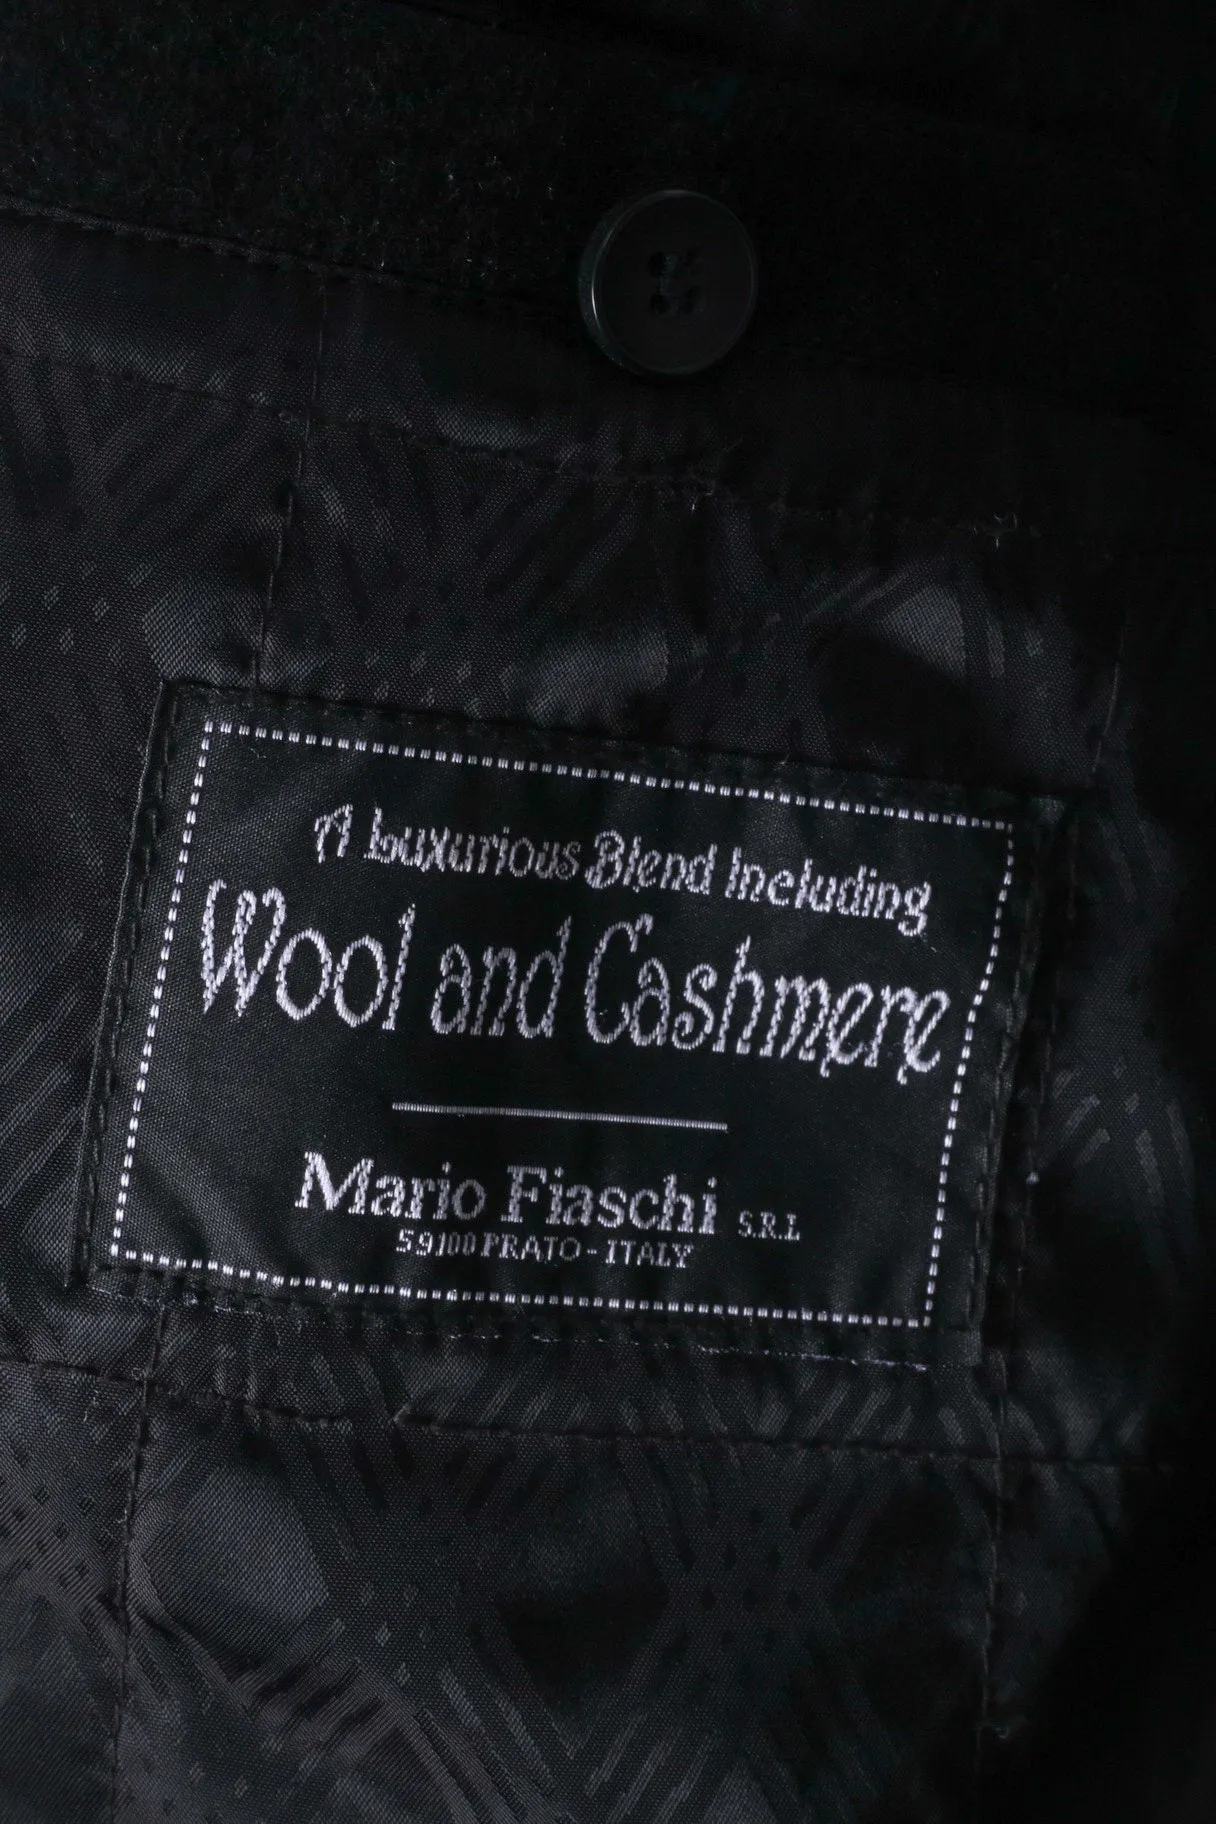 A Luxurious Blend Including
Wool and Cashmere
Mario Fiaschi S.R.L
59100 PRATO - ITALY